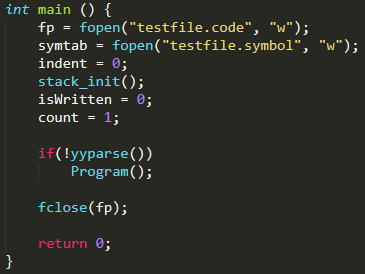 int main () {
    fp = fopen("testfile.code", "w");
    symtab = fopen("testfile.symbol", "w");
    indent = 0;
    stack_init();
    isWritten = 0;
    count = 1;

    if(!yyparse())
        Program();

    fclose(fp);

    return 0;
}